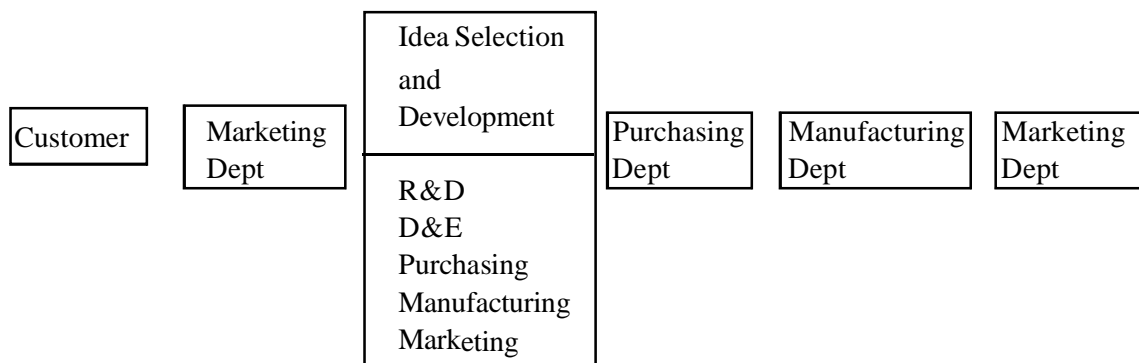 Customer
Marketing
Dept
Idea Selection
and
Development
R&D
D&E
Purchasing
Manufacturing
Marketing
Purchasing
Dept
Manufacturing
Dept
Marketing
Dept